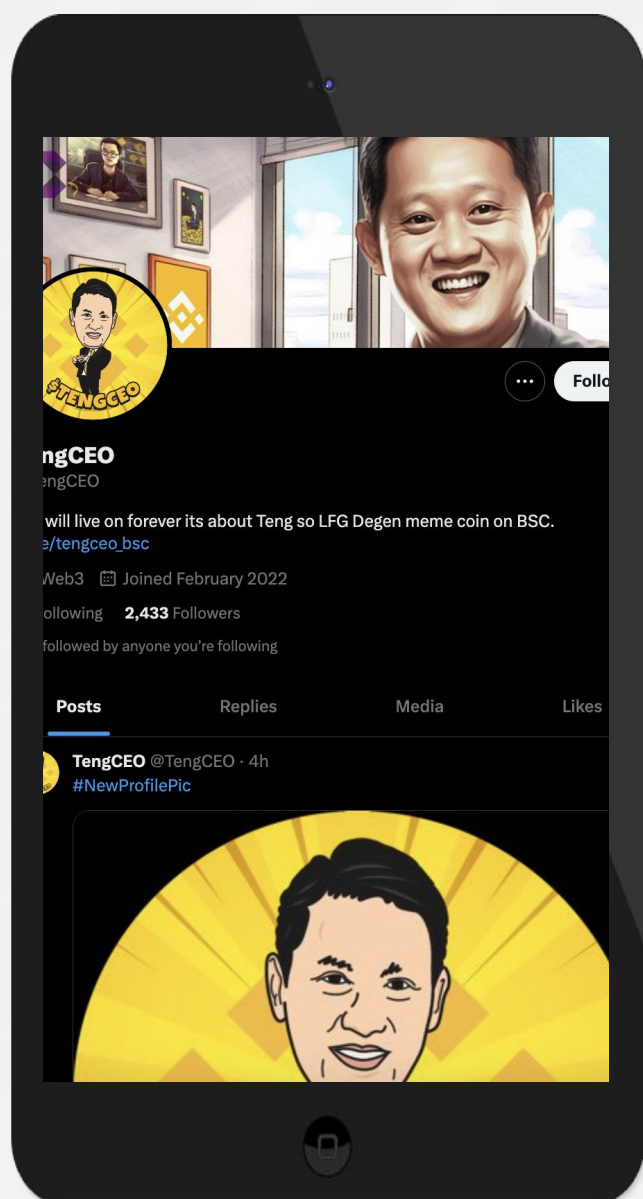 $TENGCEO
Follo
ngCEO
engCEO
will live on forever its about Teng so LFG Degen meme coin on BSC.
e/tengceo_bsc
Web3 Joined February 2022
ollowing 2,433 Followers
followed by anyone you're following
Posts Replies Media Likes
TengCEO @TengCEO · 4h
#NewProfilePic